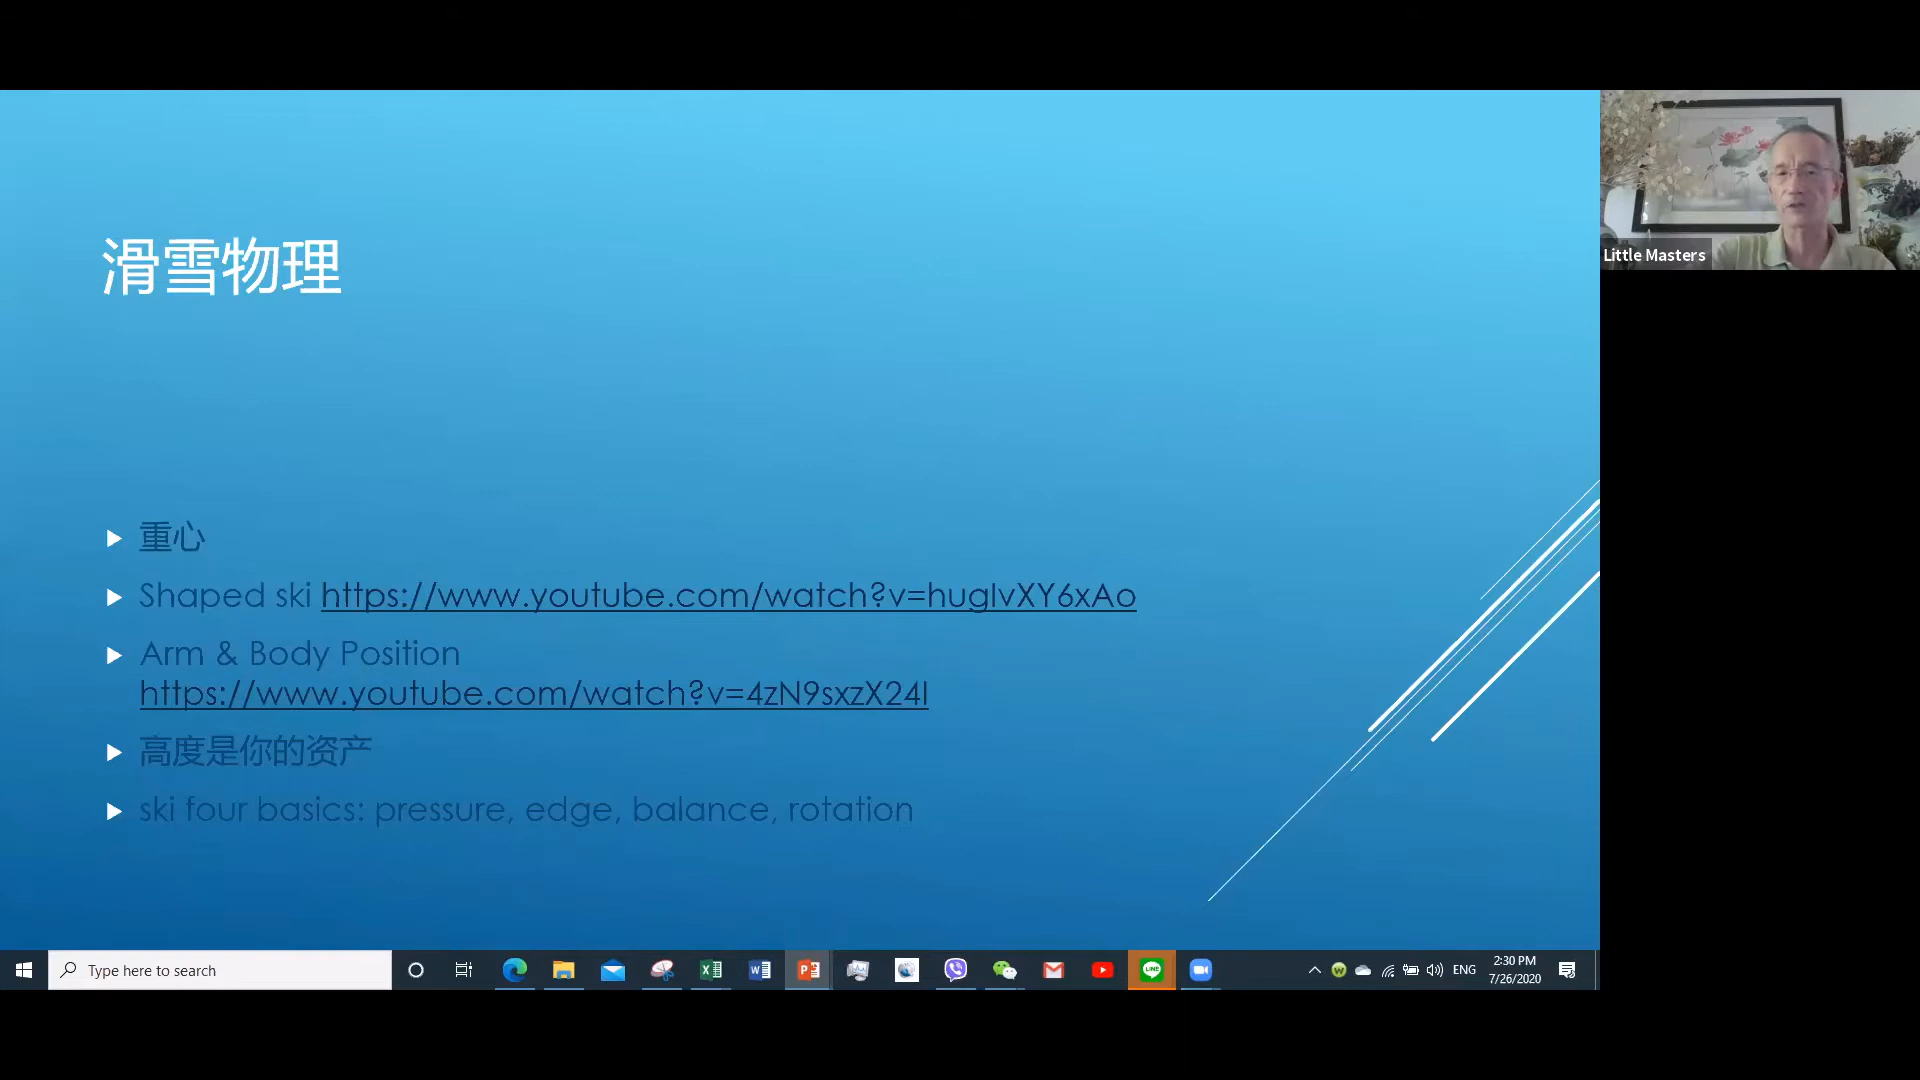 滑雪物理
重心
Shaped ski https://www.youtube.com/watch?v=huglvXY6xAo
Arm & Body Position
https://www.youtube.com/watch?v=4zN9sxzX24I
高度是你的资产
ski four basics: pressure, edge, balance, rotation
Little Masters
Type here to search
ENG
2:30 PM
7/26/2020